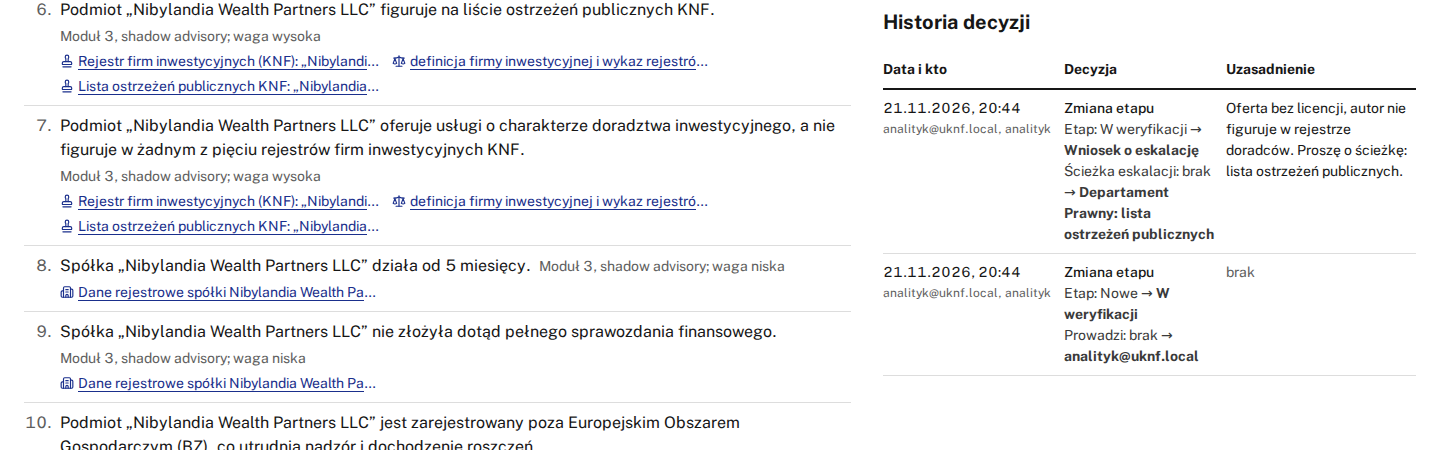 6. Podmiot „Nibylandia Wealth Partners LLC” figuruje na liście ostrzeżeń publicznych KNF.
Moduł 3, shadow advisory; waga wysoka
Rejestr firm inwestycyjnych (KNF): „Nibylandi... definicja firmy inwestycyjnej i wykaz rejestró...
Lista ostrzeżeń publicznych KNF: „Nibylandia...
7. Podmiot „Nibylandia Wealth Partners LLC” oferuje usługi o charakterze doradztwa inwestycyjnego, a nie
figuruje w żadnym z pięciu rejestrów firm inwestycyjnych KNF.
Moduł 3, shadow advisory; waga wysoka
Rejestr firm inwestycyjnych (KNF): „Nibylandi... definicja firmy inwestycyjnej i wykaz rejestró...
Lista ostrzeżeń publicznych KNF: „Nibylandia...
8. Spółka „Nibylandia Wealth Partners LLC” działa od 5 miesięcy. Moduł 3, shadow advisory; waga niska
Dane rejestrowe spółki Nibylandia Wealth Pa...
9. Spółka „Nibylandia Wealth Partners LLC” nie złożyła dotąd pełnego sprawozdania finansowego.
Moduł 3, shadow advisory; waga niska
Dane rejestrowe spółki Nibylandia Wealth Pa...
10. Podmiot „Nibylandia Wealth Partners LLC” jest zarejestrowany poza Europejskim Obszarem
Gospodarczym (BZ), co utrudnia nadzór i dochodzenie roszczeń.
Historia decyzji
Data i kto Decyzja Uzasadnienie
21.11.2026, 20:44 Zmiana etapu Oferta bez licencji, autor nie
analityk@uknf.local, analityk Etap: W weryfikacji → figuruje w rejestrze
Wniosek o eskalację doradców. Proszę o ścieżkę:
Ścieżka eskalacji: brak lista ostrzeżeń publicznych.
→ Departament
Prawny: lista
ostrzeżeń publicznych
21.11.2026, 20:44 Zmiana etapu brak
analityk@uknf.local, analityk Etap: Nowe → W
weryfikacji
Prowadzi: brak →
analityk@uknf.local